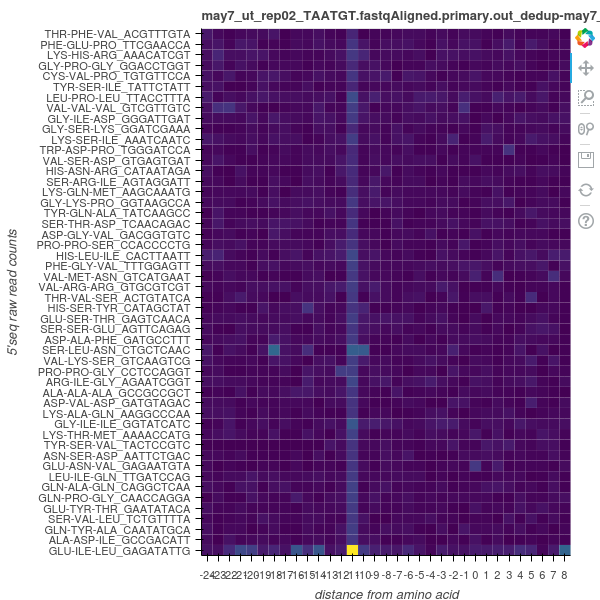 may7_ut_rep02_TAATGT.fastqAligned.primary.out_dedup-may7_
THR-PHE-VAL_ACGTTTGTA
PHE-GLU-PRO_TTCGAACCA
LYS-HIS-ARG_AAACATCGT
GLY-PRO-GLY_GGACCTGGT
CYS-VAL-PRO_TGTGTTCCA
TYR-SER-ILE_TATTCTATT
LEU-PRO-LEU_TTACCTTTA
VAL-VAL-VAL_GTCGTTGTC
GLY-ILE-ASP_GGGATTGAT
GLY-SER-LYS_GGATCGAAA
LYS-SER-ILE_AAATCAATC
TRP-ASP-PRO_TGGGATCCA
VAL-SER-ASP_GTGAGTGAT
HIS-ASN-ARG_CATAATAGA
SER-ARG-ILE_AGTAGGATT
LYS-GLN-MET_AAGCAAATG
GLY-LYS-PRO_GGTAAGCCA
TYR-GLN-ALA_TATCAAGCC
SER-THR-ASP_TCAACAGAC
ASP-GLY-VAL_GACGGTGTC
PRO-PRO-SER_CCACCCCTG
HIS-LEU-ILE_CACTTAATT
PHE-GLY-VAL_TTTGGAGTT
VAL-MET-ASN_GTCATGAAT
VAL-ARG-ARG_GTGCGTCGT
THR-VAL-SER_ACTGTATCA
HIS-SER-TYR_CATAGCTAT
GLU-SER-THR_GAGTCAACA
SER-SER-GLU_AGTTCAGAG
ASP-ALA-PHE_GATGCCTTT
SER-LEU-ASN_CTGCTCAAC
VAL-LYS-SER_GTCAAGTCG
PRO-PRO-GLY_CCTCCAGGT
ARG-ILE-GLY_AGAATCGGT
ALA-ALA-ALA_GCCGCCGCT
ASP-VAL-ASP_GATGTAGAC
LYS-ALA-GLN_AAGGCCCAA
GLY-ILE-ILE_GGTATCATC
LYS-THR-MET_AAAACCATG
TYR-SER-VAL_TACTCCGTC
ASN-SER-ASP_AATTCTGAC
GLU-ASN-VAL_GAGAATGTA
LEU-ILE-GLN_TTGATCCAG
GLN-ALA-GLN_CAGGCTCAA
GLN-PRO-GLY_CAACCAGGA
GLU-TYR-THR_GAATATACA
SER-VAL-LEU_TCTGTTTTA
GLN-TYR-ALA_CAATATGCA
ALA-ASP-ILE_GCCGACATT
GLU-ILE-LEU_GAGATATTG
5'seq raw read counts
-24-23-22-21-20-19-18-17-16-15-14-13-12-11-10-9 -8 -7 -6 -5 -4 -3 -2 -1 0 1 2 3 4 5 6 7 8
distance from amino acid